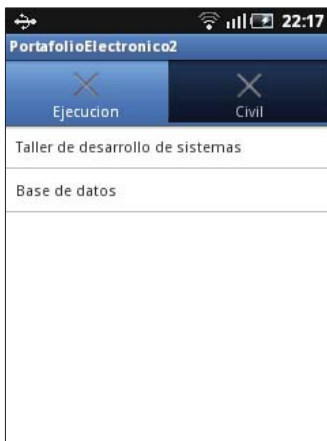 22:17
PortafolioElectronico2
Ejecucion
Civil
Taller de desarrollo de sistemas
Base de datos